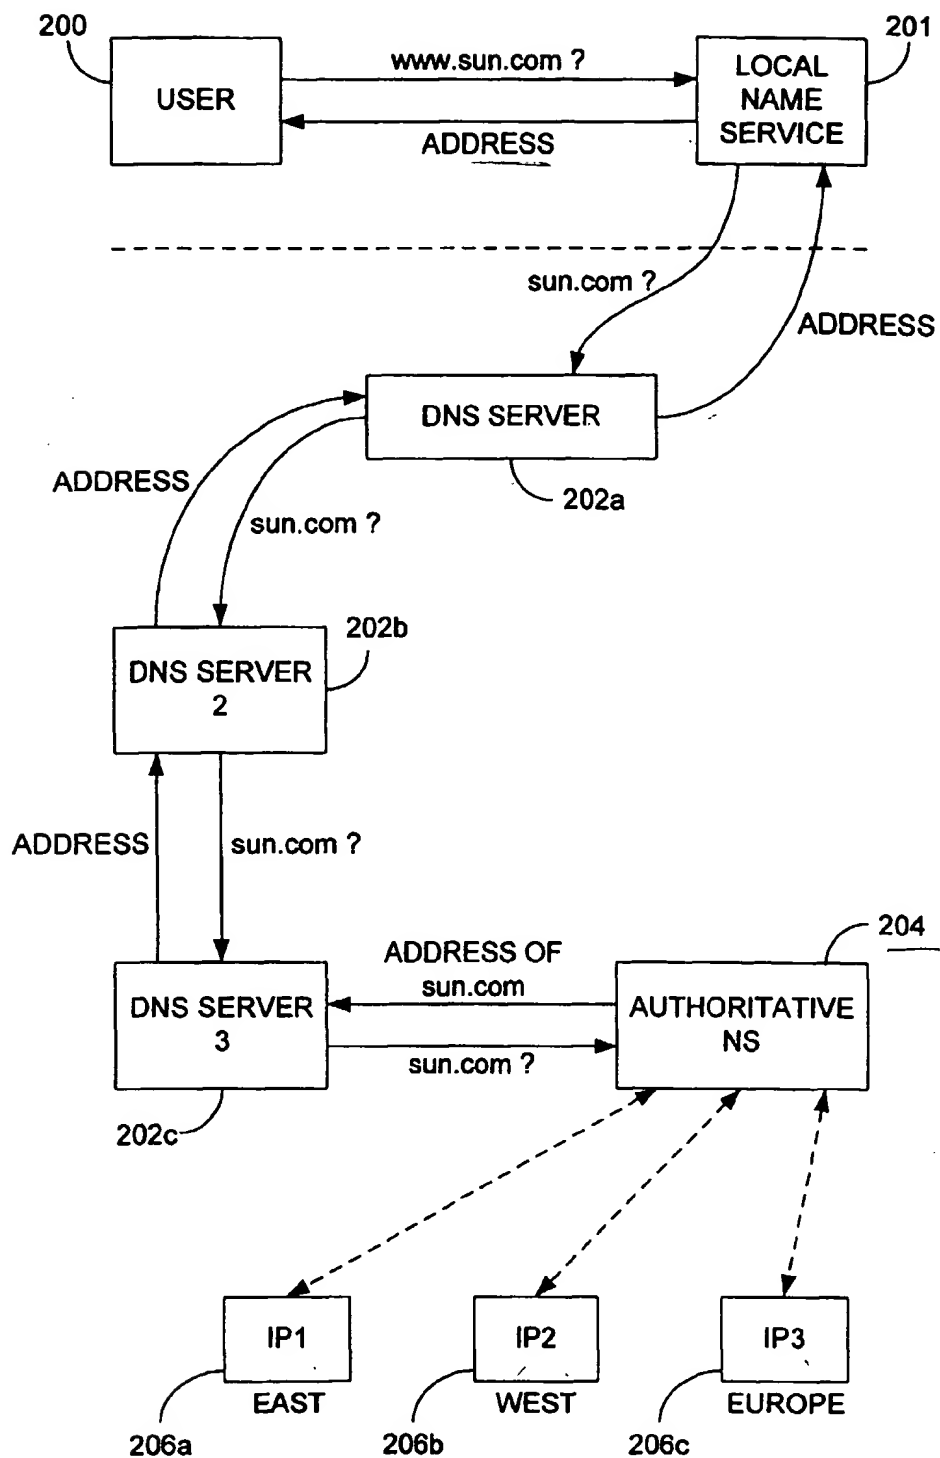 200
201
www.sun.com ?
USER
LOCAL
NAME
SERVICE
ADDRESS
sun.com ?
ADDRESS
DNS SERVER
ADDRESS
202a
sun.com ?
202b
DNS SERVER
2
ADDRESS
sun.com ?
204
ADDRESS OF
sun.com
DNS SERVER
3
AUTHORITATIVE
NS
sun.com ?
202c
IP1
IP2
IP3
EAST
WEST
EUROPE
206a
206b
206c